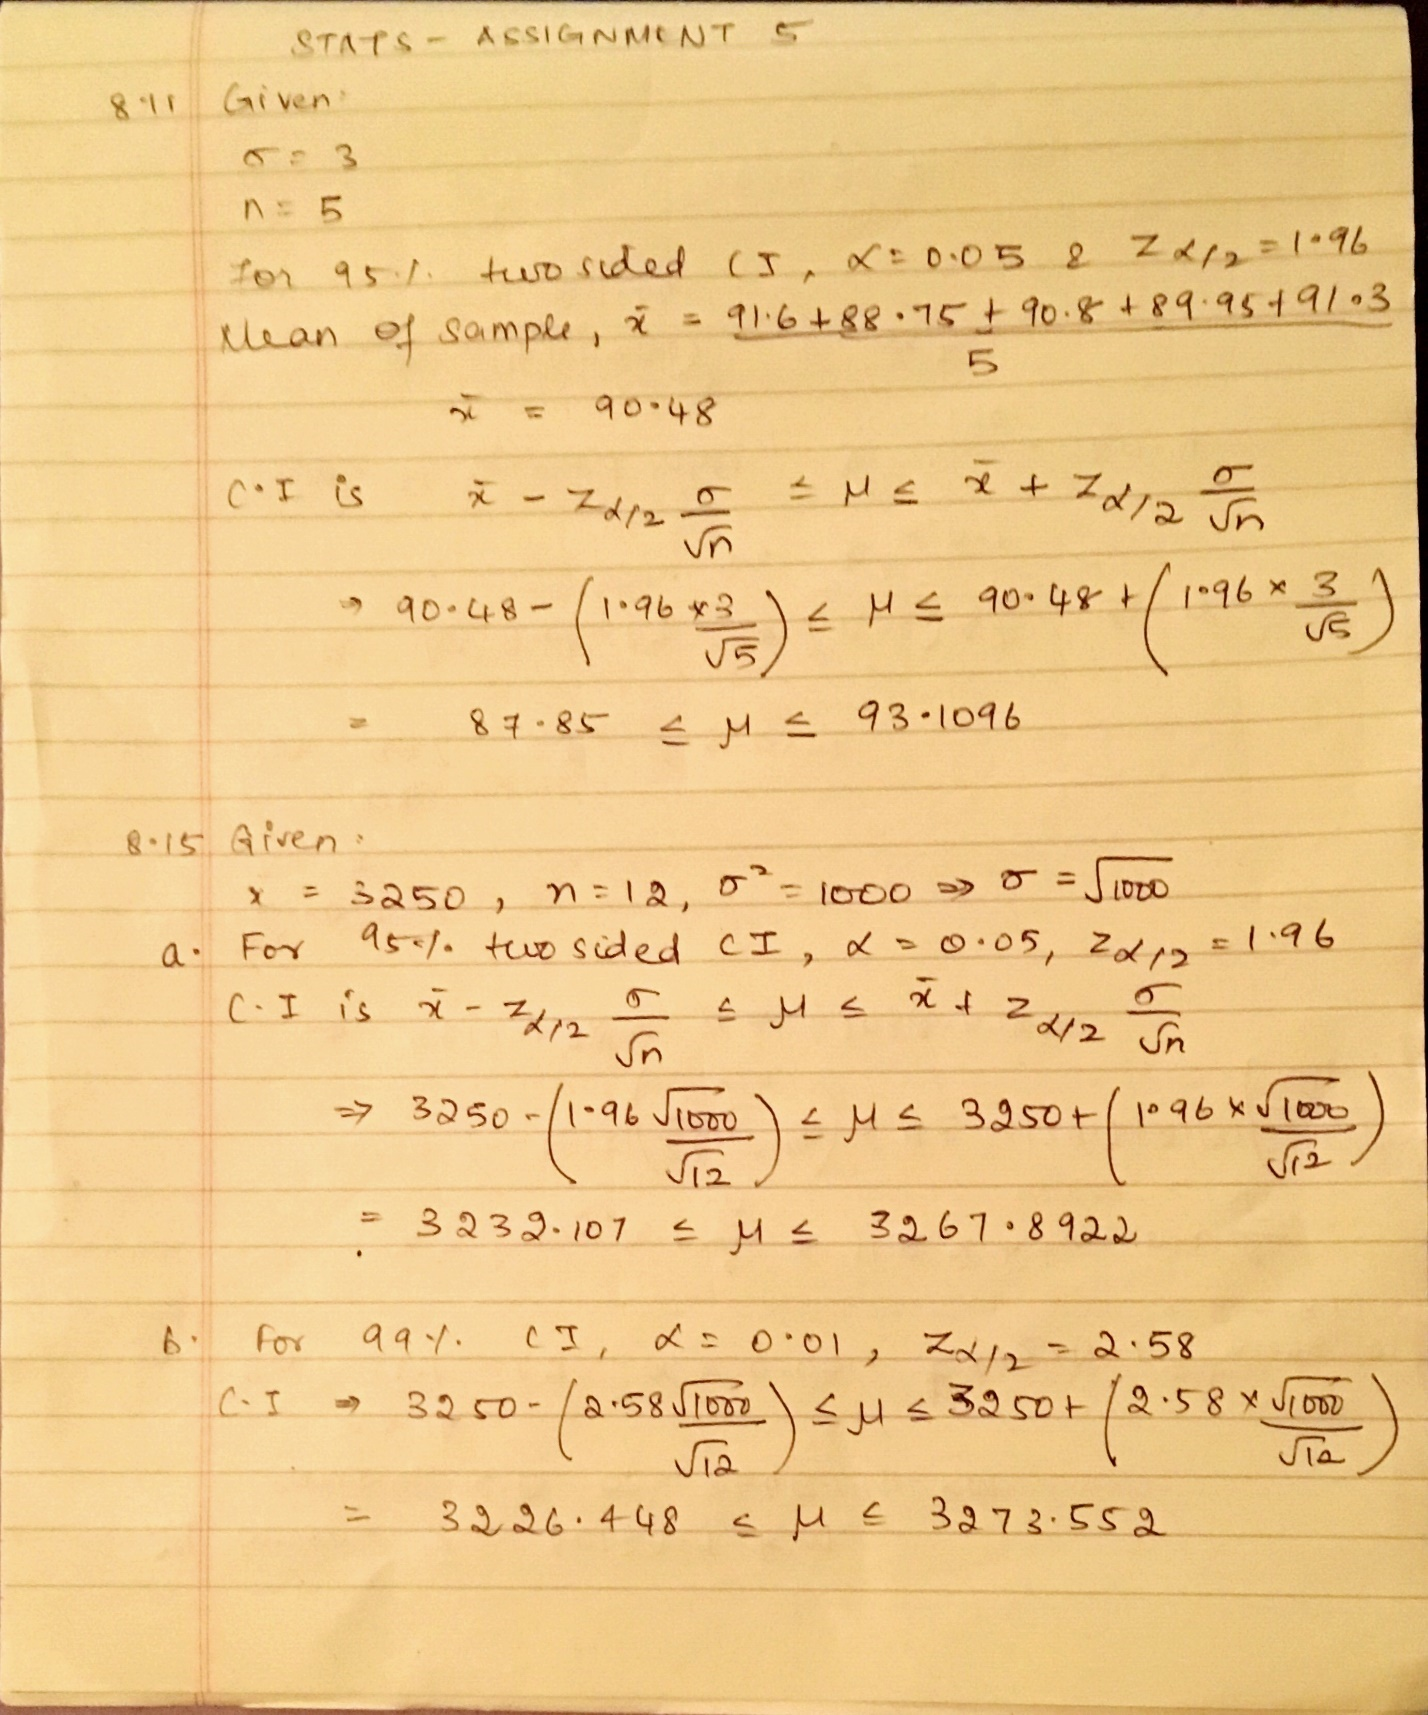 STATS - ASSIGNMENT 5
8.11 Given:
σ = 3
n = 5
For 95% two sided CI, α = 0.05 & Zα/2 = 1.96
Mean of sample, x̄ = (91.6 + 88.75 + 90.8 + 89.95 + 91.3)/5
x̄ = 90.48
C.I is x̄ - Zα/2 σ/√n ≤ μ ≤ x̄ + Zα/2 σ/√n
⇒ 90.48 - (1.96 × 3/√5) ≤ μ ≤ 90.48 + (1.96 × 3/√5)
= 87.85 ≤ μ ≤ 93.1096
8.15 Given:
x = 3250, n = 12, σ² = 1000 ⇒ σ = √1000
a. For 95% two sided CI, α = 0.05, Zα/2 = 1.96
C.I is x̄ - Zα/2 σ/√n ≤ μ ≤ x̄ + Zα/2 σ/√n
⇒ 3250 - (1.96 √1000/√12) ≤ μ ≤ 3250 + (1.96 × √1000/√12)
= 3232.107 ≤ μ ≤ 3267.8922
b. For 99% CI, α = 0.01, Zα/2 = 2.58
C.I ⇒ 3250 - (2.58 √1000/√12) ≤ μ ≤ 3250 + (2.58 × √1000/√12)
= 3226.448 ≤ μ ≤ 3273.552